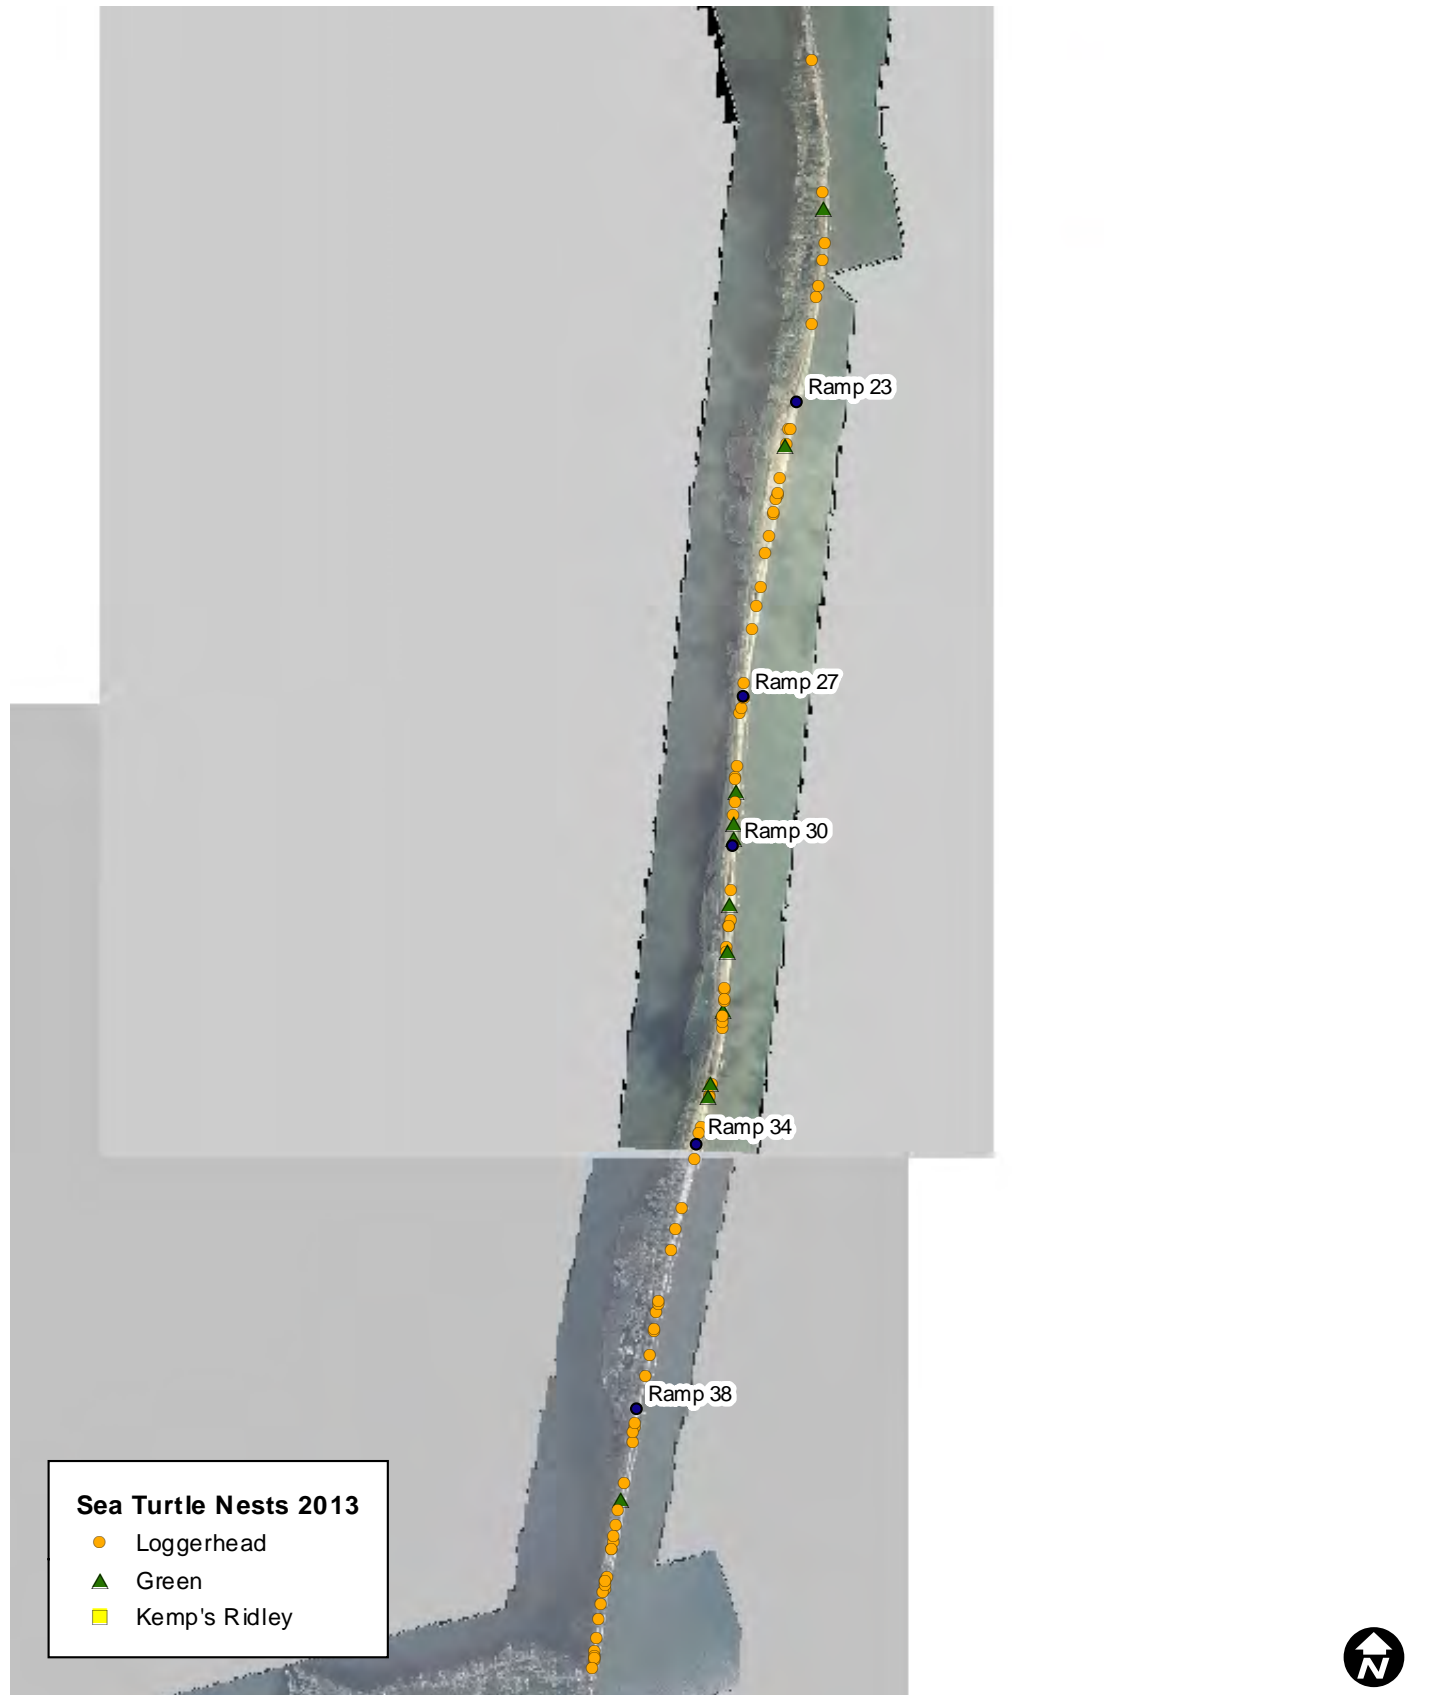 Ramp 23
Ramp 27
Ramp 30
Ramp 34
Ramp 38
Sea Turtle Nests 2013
Loggerhead
Green
Kemp's Ridley
N